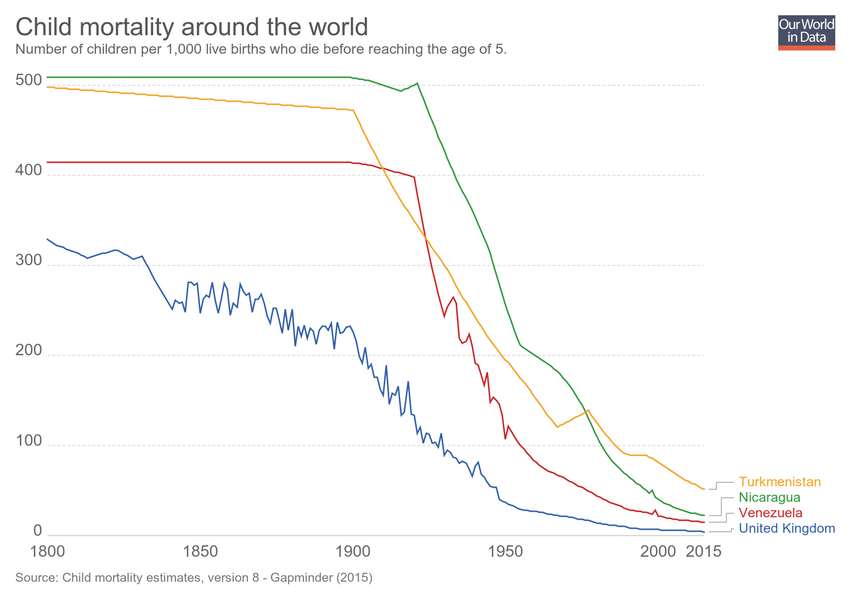 Child mortality around the world
Number of children per 1,000 live births who die before reaching the age of 5.
Our World
in Data
500
400
300
200
100
0
1800 1850 1900 1950 2000 2015
Turkmenistan
Nicaragua
Venezuela
United Kingdom
Source: Child mortality estimates, version 8 - Gapminder (2015)